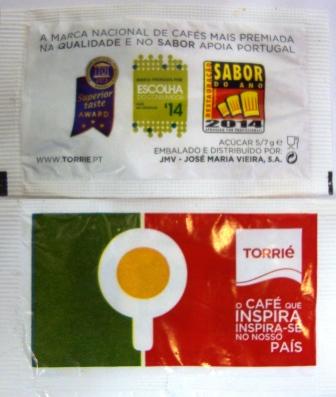 A MARCA NACIONAL DE CAFÉS MAIS PREMIADA
NA QUALIDADE E NO SABOR APOIA PORTUGAL
Superior
taste
AWARD
ESCOLHA
'14
SABOR
DO ANO
2014
AÇÚCAR 5/7g e
EMBALADO E DISTRIBUÍDO POR:
WWW.TORRIE.PT
JMV - JOSÉ MARIA VIEIRA, S.A.
TORRIÉ
O CAFÉ QUE
INSPIRA
INSPIRA-SE
NO NOSSO
PAÍS